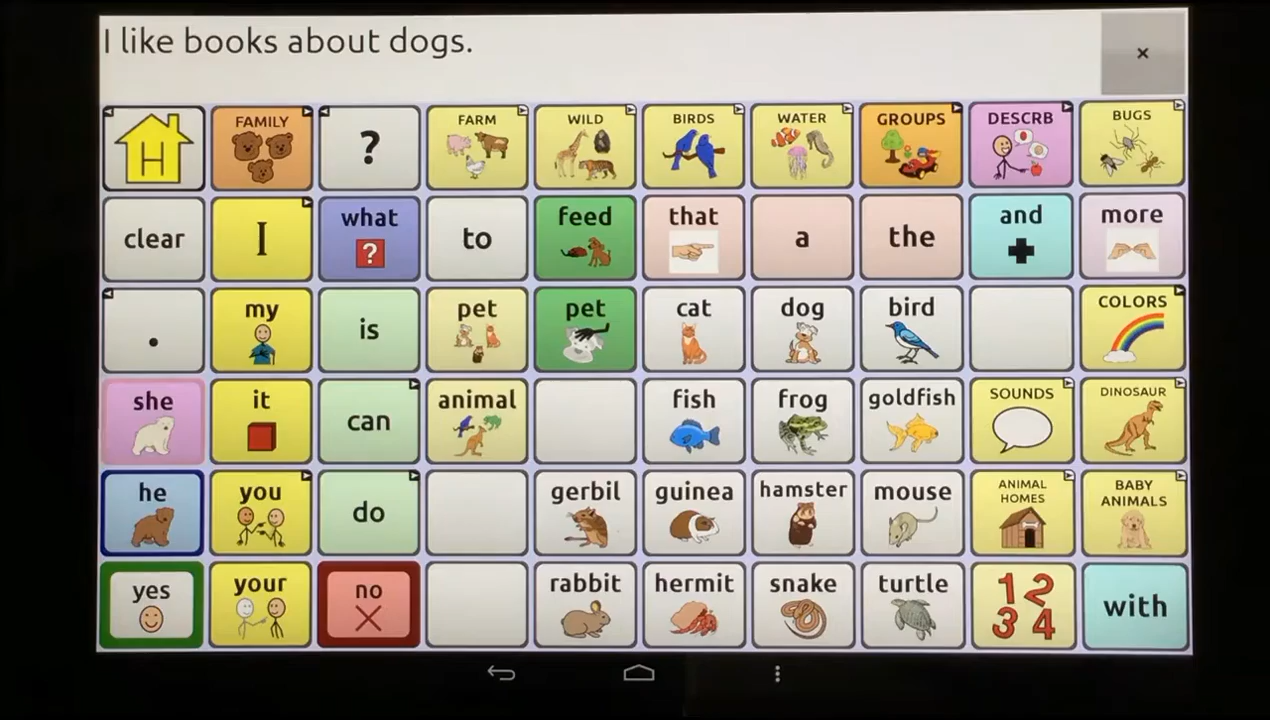 I like books about dogs.
×
H
FAMILY
?
FARM
WILD
BIRDS
WATER
GROUPS
DESCRB
BUGS
clear
I
what
?
to
feed
that
a
the
and
more
.
my
is
pet
pet
cat
dog
bird
COLORS
she
it
can
animal
fish
frog
goldfish
SOUNDS
DINOSAUR
he
you
do
gerbil
guinea
hamster
mouse
ANIMAL
HOMES
BABY
ANIMALS
yes
your
no
rabbit
hermit
snake
turtle
1 2
3 4
with